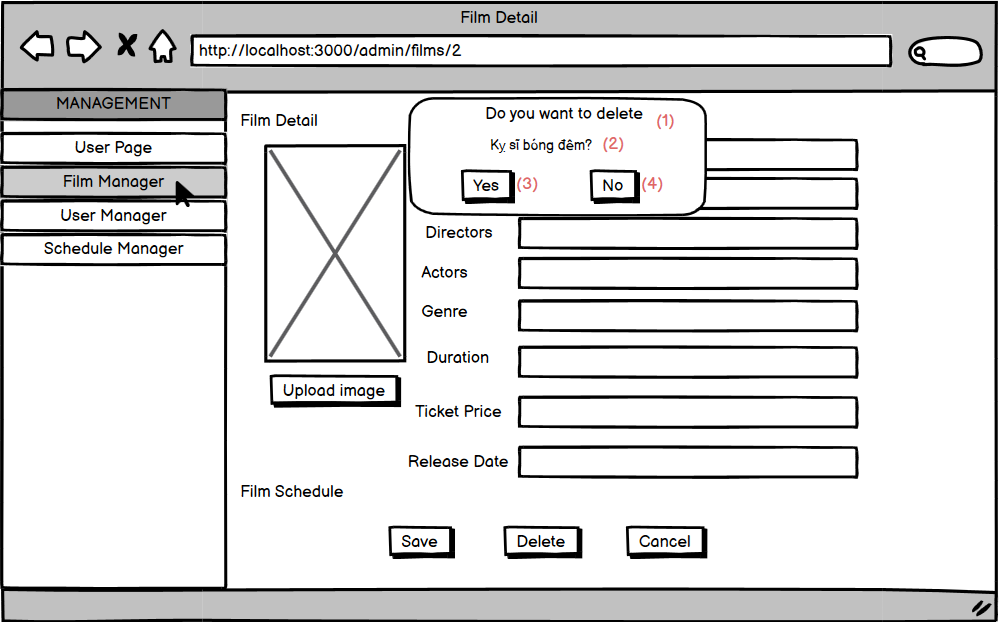 Film Detail
http://localhost:3000/admin/films/2
MANAGEMENT
User Page
Film Manager
User Manager
Schedule Manager
Film Detail
Do you want to delete (1)
Kỵ sĩ bóng đêm? (2)
Yes (3) No (4)
Directors
Actors
Genre
Duration
Upload image
Ticket Price
Release Date
Film Schedule
Save Delete Cancel